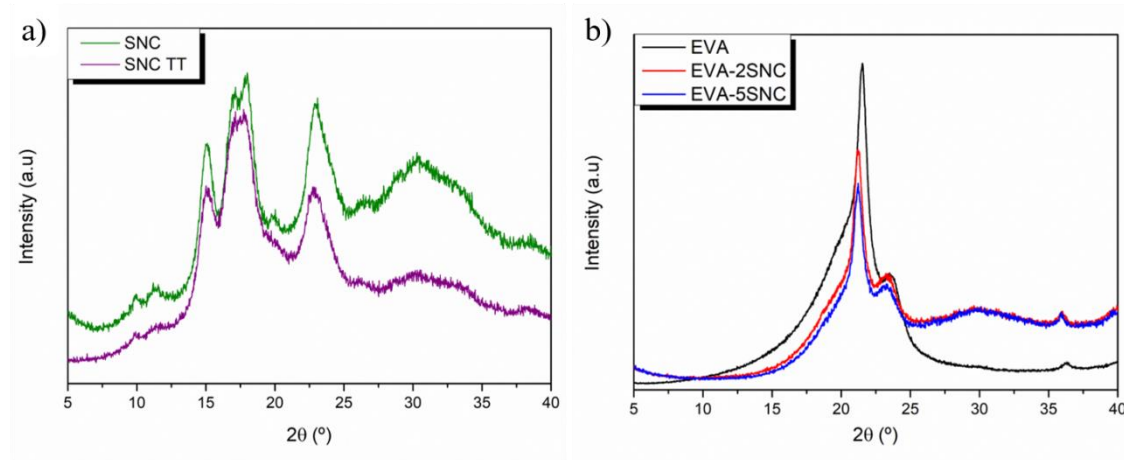 a)
SNC
SNC TT
Intensity (a.u)
5 10 15 20 25 30 35 40
2θ (º)
b)
EVA
EVA-2SNC
EVA-5SNC
Intensity (a.u)
5 10 15 21 25 30 35 40
2θ (º)